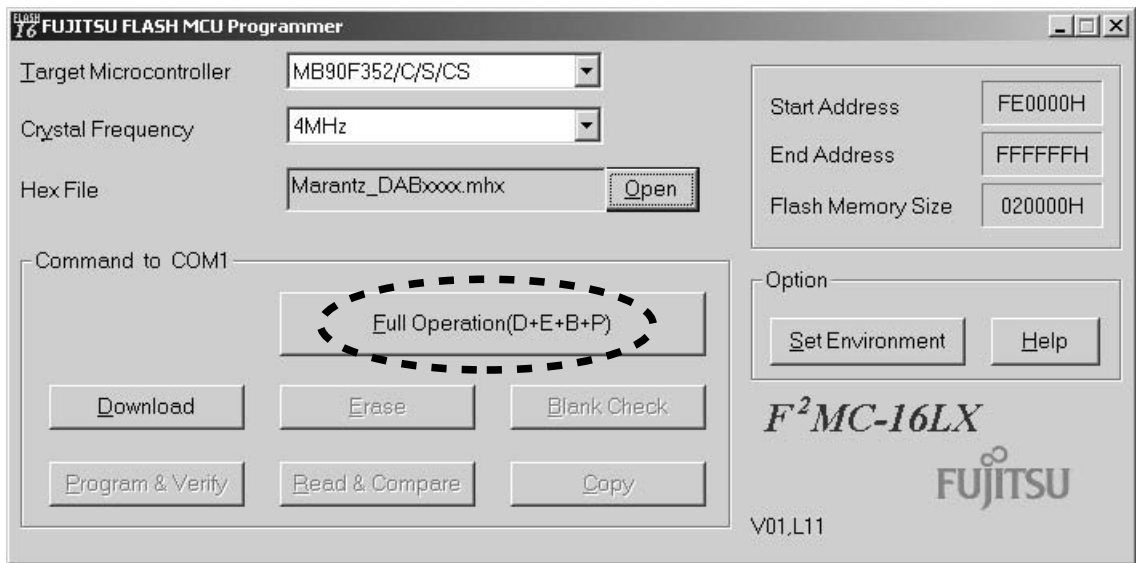 FLASH
16 FUJITSU FLASH MCU Programmer
Target Microcontroller MB90F352/C/S/CS
Crystal Frequency 4MHz
Hex File Marantz_DABxxxx.mhx Open
Start Address FE0000H
End Address FFFFFFH
Flash Memory Size 020000H
Command to COM1
Full Operation(D+E+B+P)
Download Erase Blank Check
Program & Verify Read & Compare Copy
Option
Set Environment Help
F²MC-16LX
FUJITSU
V01,L11